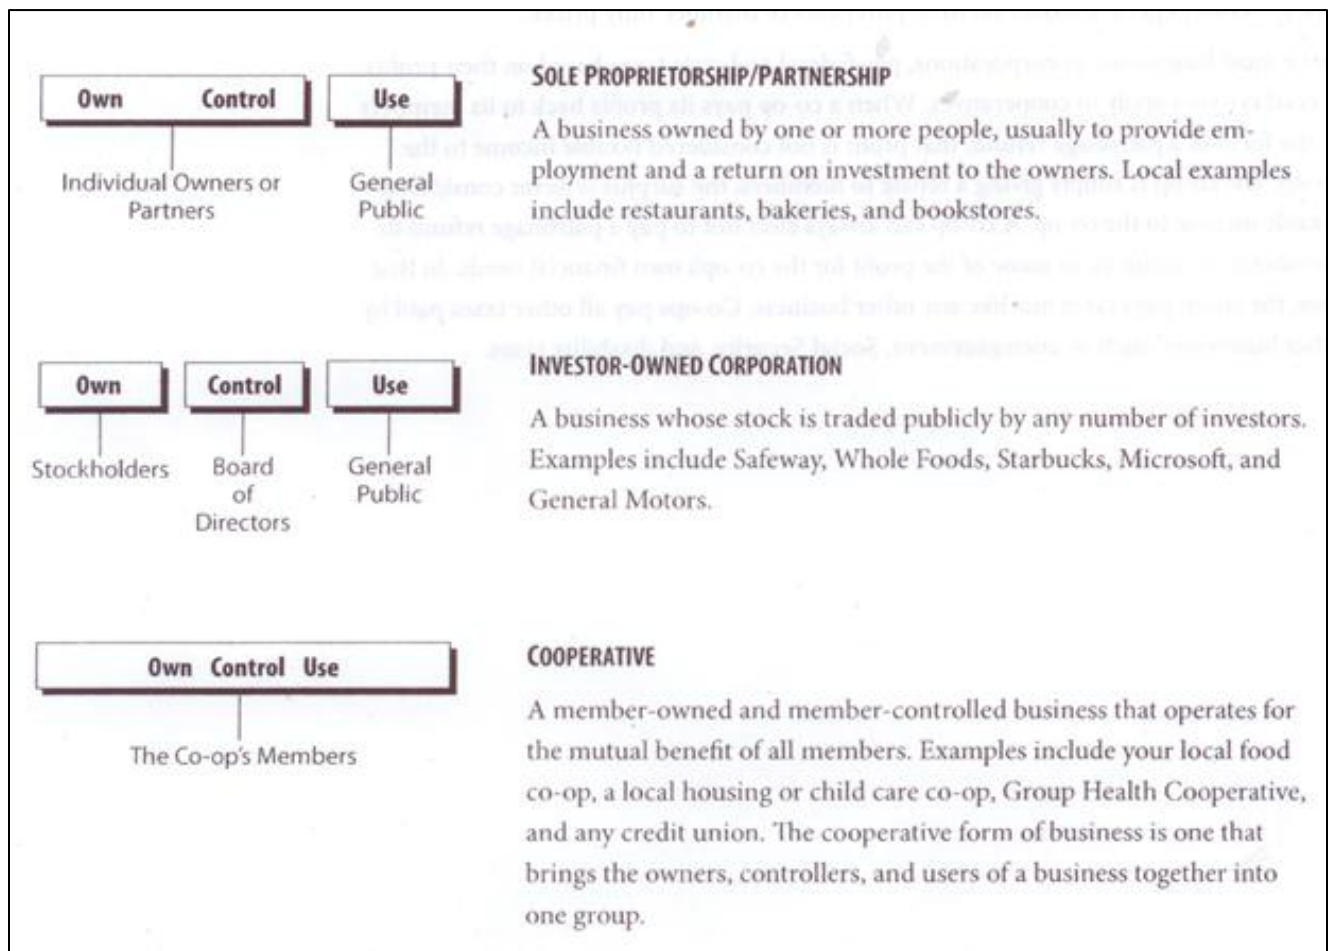 Own Control
Use
Individual Owners or
Partners
General
Public
SOLE PROPRIETORSHIP/PARTNERSHIP
A business owned by one or more people, usually to provide em-
ployment and a return on investment to the owners. Local examples
include restaurants, bakeries, and bookstores.
Own
Control
Use
Stockholders
Board
of
Directors
General
Public
INVESTOR-OWNED CORPORATION
A business whose stock is traded publicly by any number of investors.
Examples include Safeway, Whole Foods, Starbucks, Microsoft, and
General Motors.
Own Control Use
The Co-op's Members
COOPERATIVE
A member-owned and member-controlled business that operates for
the mutual benefit of all members. Examples include your local food
co-op, a local housing or child care co-op, Group Health Cooperative,
and any credit union. The cooperative form of business is one that
brings the owners, controllers, and users of a business together into
one group.